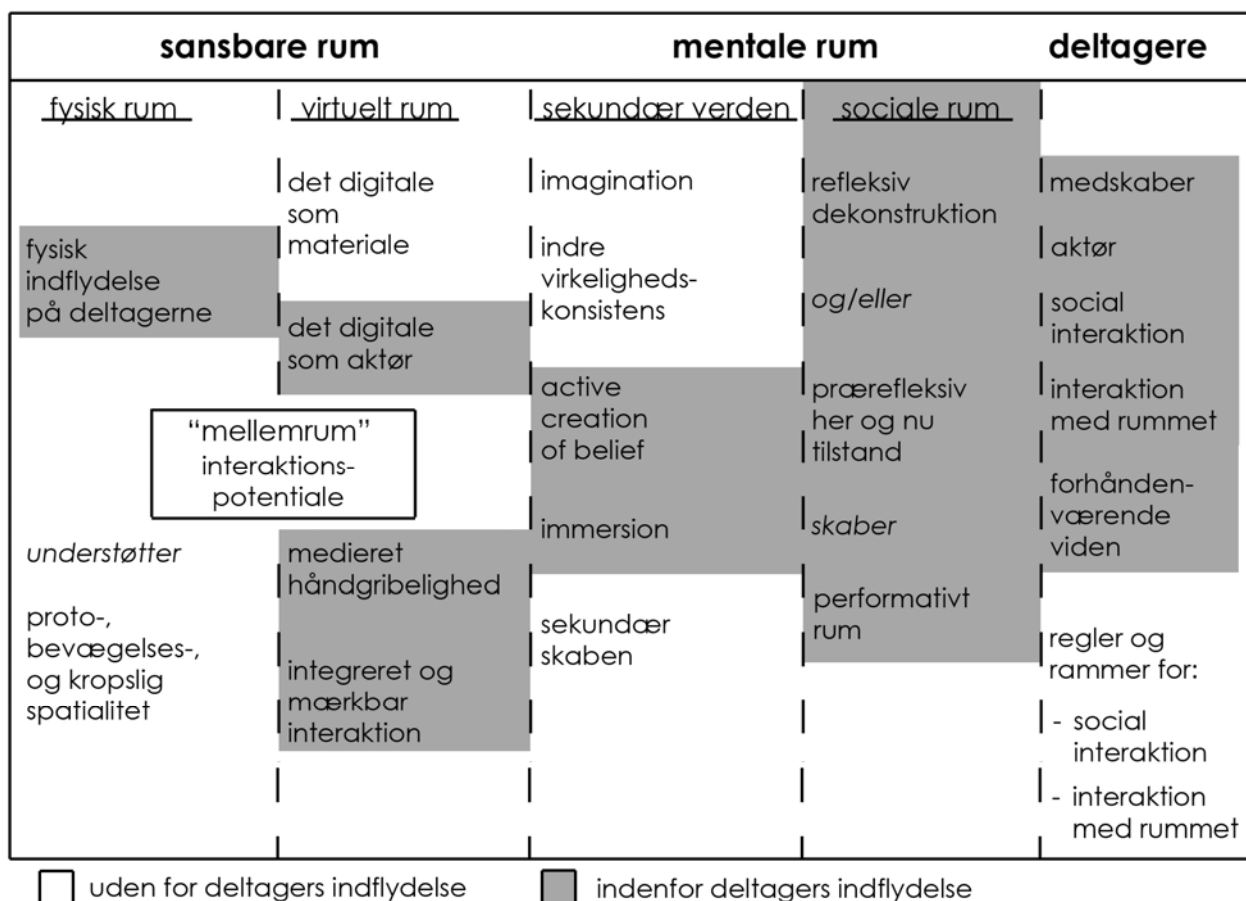 sansbare rum
mentale rum
deltagere
fysisk rum
fysisk
indflydelse
på deltagerne
"mellemrum"
interaktions-
potentiale
understøtter
proto-,
bevægelses-,
og kropslig
spatialitet
virtuelt rum
det digitale
som
materiale
det digitale
som aktør
medieret
håndgribelighed
integreret og
mærkbar
interaktion
sekundær verden
imagination
indre
virkeligheds-
konsistens
active
creation
of belief
immersion
sekundær
skaben
sociale rum
refleksiv
dekonstruktion
og/eller
prærefleksiv
her og nu
tilstand
skaber
performativt
rum
medskaber
aktør
social
interaktion
interaktion
med rummet
forhånden-
værende
viden
regler og
rammer for:
- social
interaktion
- interaktion
med rummet
uden for deltagers indflydelse
indenfor deltagers indflydelse